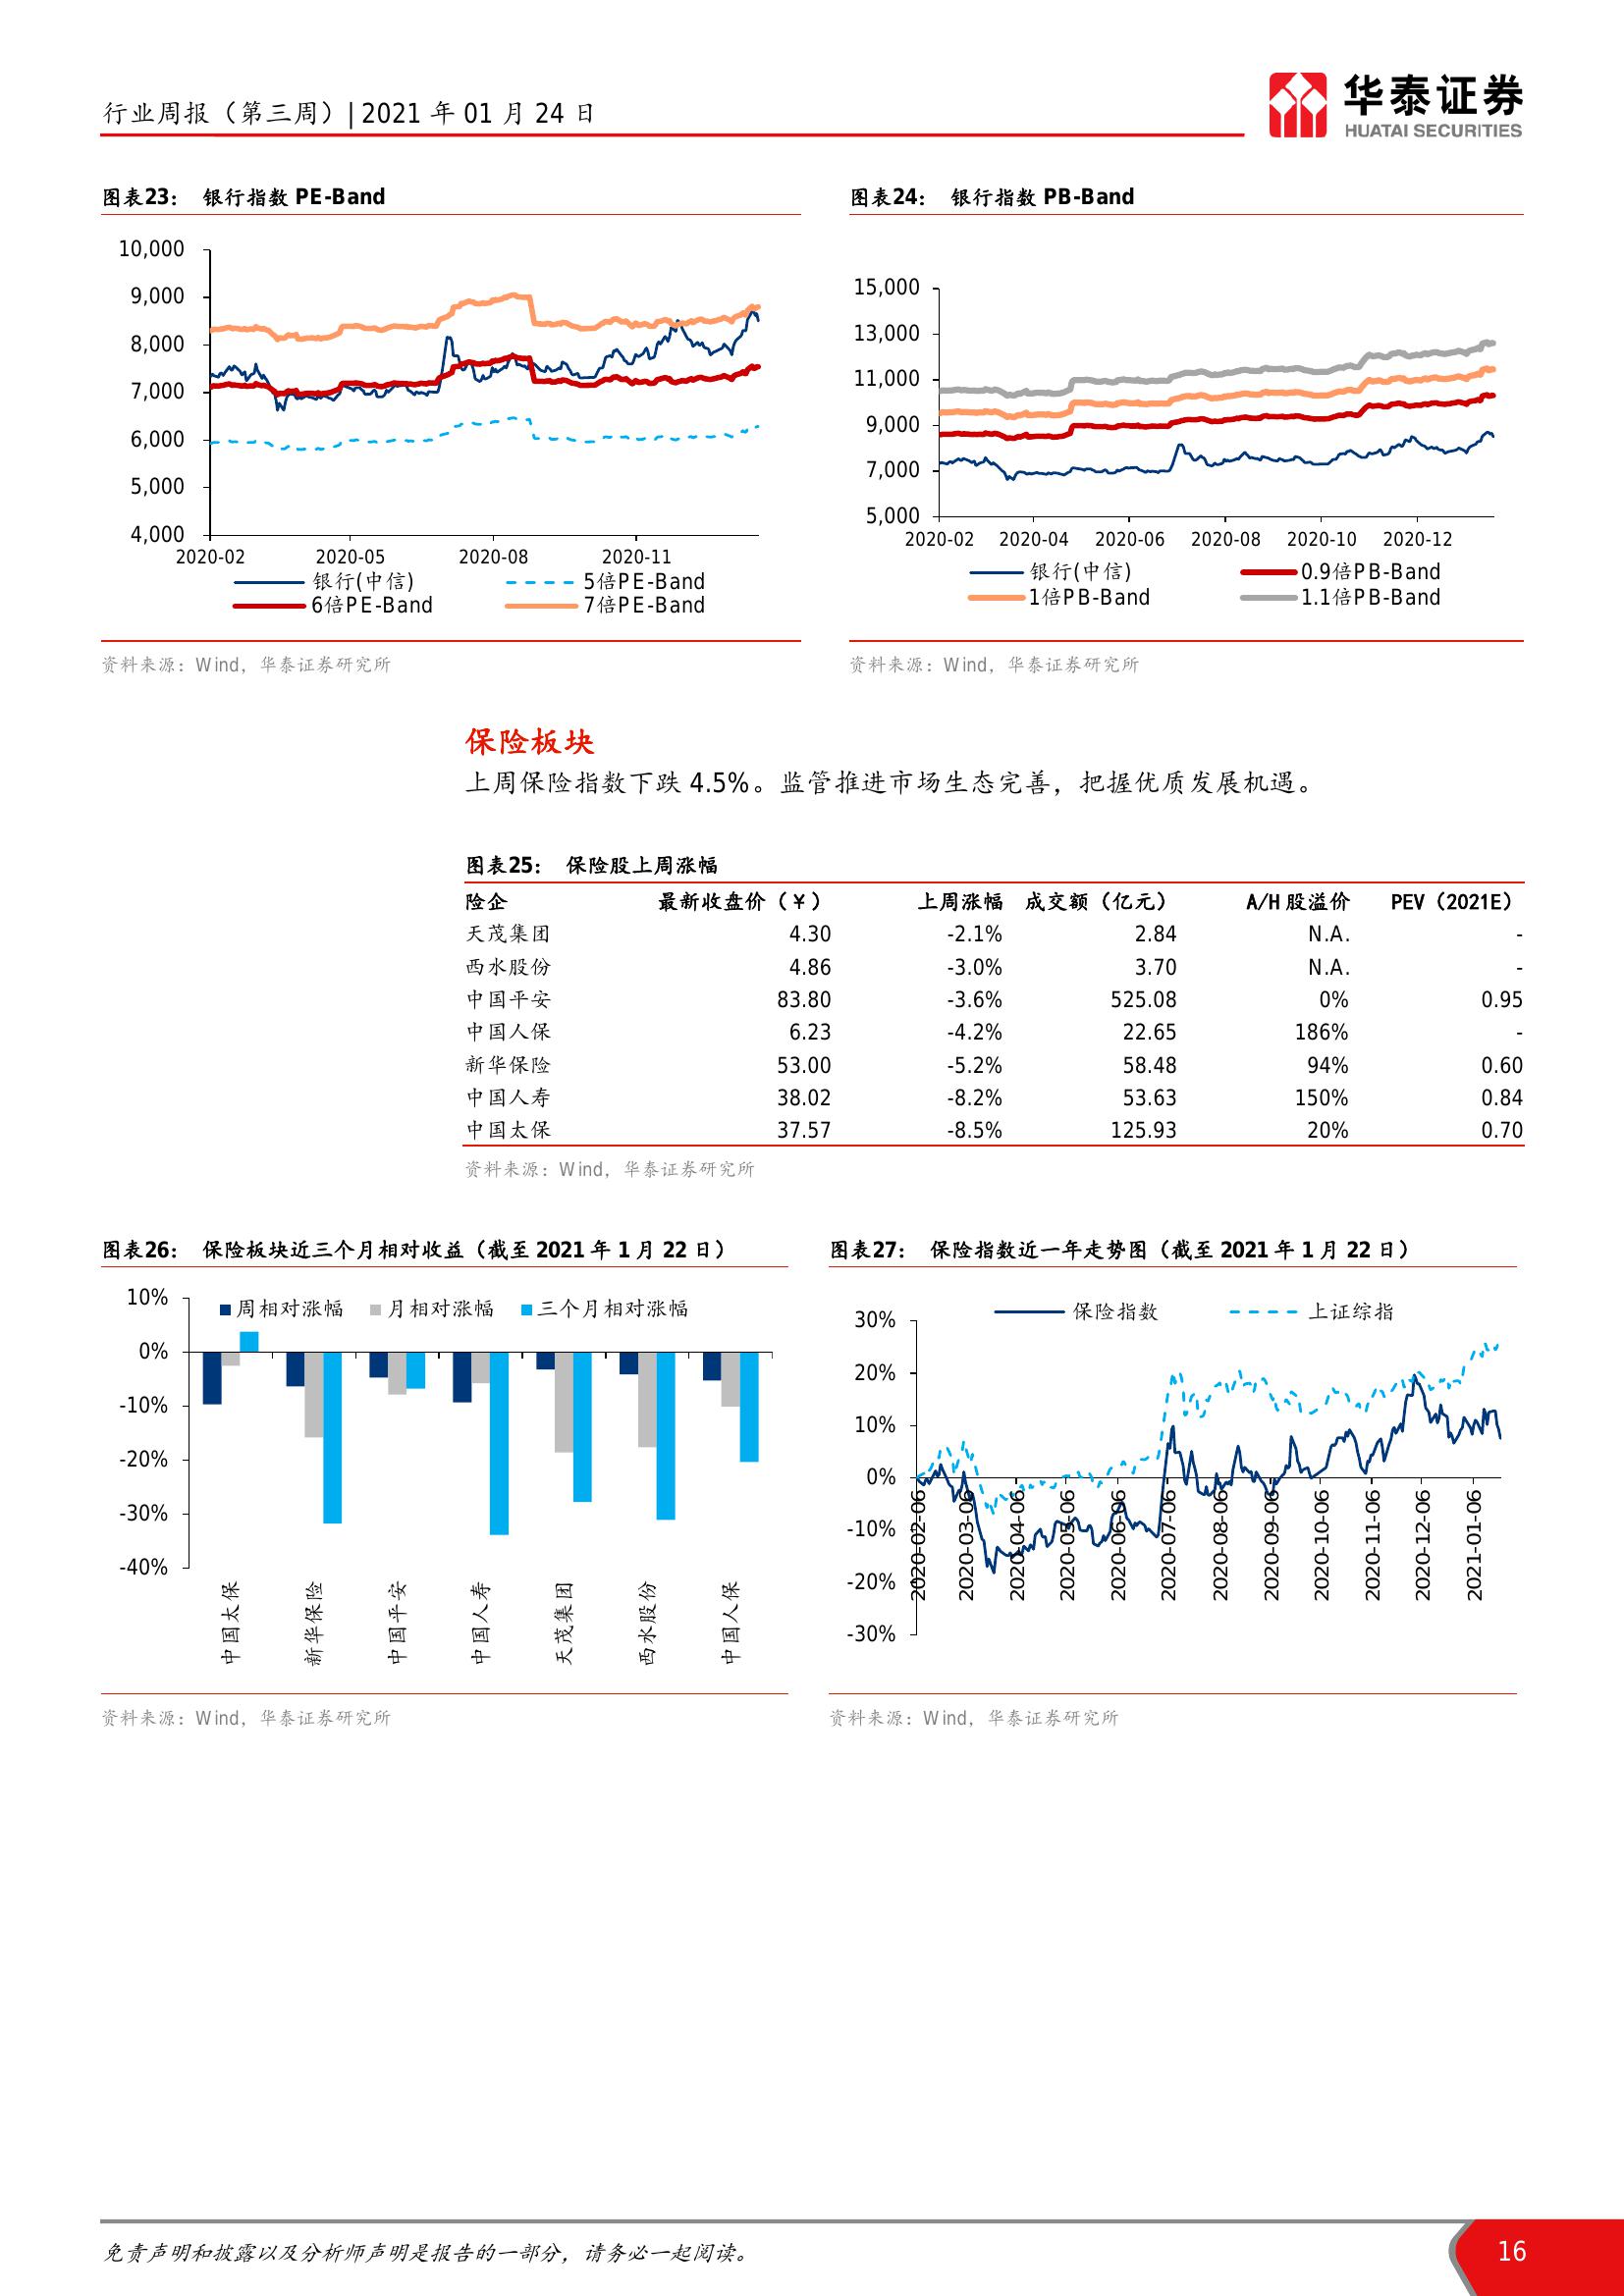 行业周报（第三周）| 2021 年 01 月 24 日
华泰证券
HUATAI SECURITIES
图表23： 银行指数 PE-Band
10,000
9,000
8,000
7,000
6,000
5,000
4,000
2020-02 2020-05 2020-08 2020-11
银行(中信) 5倍PE-Band
6倍PE-Band 7倍PE-Band
资料来源：Wind，华泰证券研究所
图表24： 银行指数 PB-Band
15,000
13,000
11,000
9,000
7,000
5,000
2020-02 2020-04 2020-06 2020-08 2020-10 2020-12
银行(中信) 0.9倍PB-Band
1倍PB-Band 1.1倍PB-Band
资料来源：Wind，华泰证券研究所
保险板块
上周保险指数下跌 4.5%。监管推进市场生态完善，把握优质发展机遇。
图表25： 保险股上周涨幅
险企 最新收盘价（￥） 上周涨幅 成交额（亿元） A/H 股溢价 PEV（2021E）
天茂集团 4.30 -2.1% 2.84 N.A. -
西水股份 4.86 -3.0% 3.70 N.A. -
中国平安 83.80 -3.6% 525.08 0% 0.95
中国人保 6.23 -4.2% 22.65 186% -
新华保险 53.00 -5.2% 58.48 94% 0.60
中国人寿 38.02 -8.2% 53.63 150% 0.84
中国太保 37.57 -8.5% 125.93 20% 0.70
资料来源：Wind，华泰证券研究所
图表26： 保险板块近三个月相对收益（截至 2021 年 1 月 22 日）
周相对涨幅 月相对涨幅 三个月相对涨幅
10%
0%
-10%
-20%
-30%
-40%
中国太保
新华保险
中国平安
中国人寿
天茂集团
西水股份
中国人保
资料来源：Wind，华泰证券研究所
图表27： 保险指数近一年走势图（截至 2021 年 1 月 22 日）
保险指数 上证综指
30%
20%
10%
0%
-10%
-20%
-30%
2020-02-06
2020-03-06
2020-04-06
2020-05-06
2020-06-06
2020-07-06
2020-08-06
2020-09-06
2020-10-06
2020-11-06
2020-12-06
2021-01-06
资料来源：Wind，华泰证券研究所
免责声明和披露以及分析师声明是报告的一部分，请务必一起阅读。
16